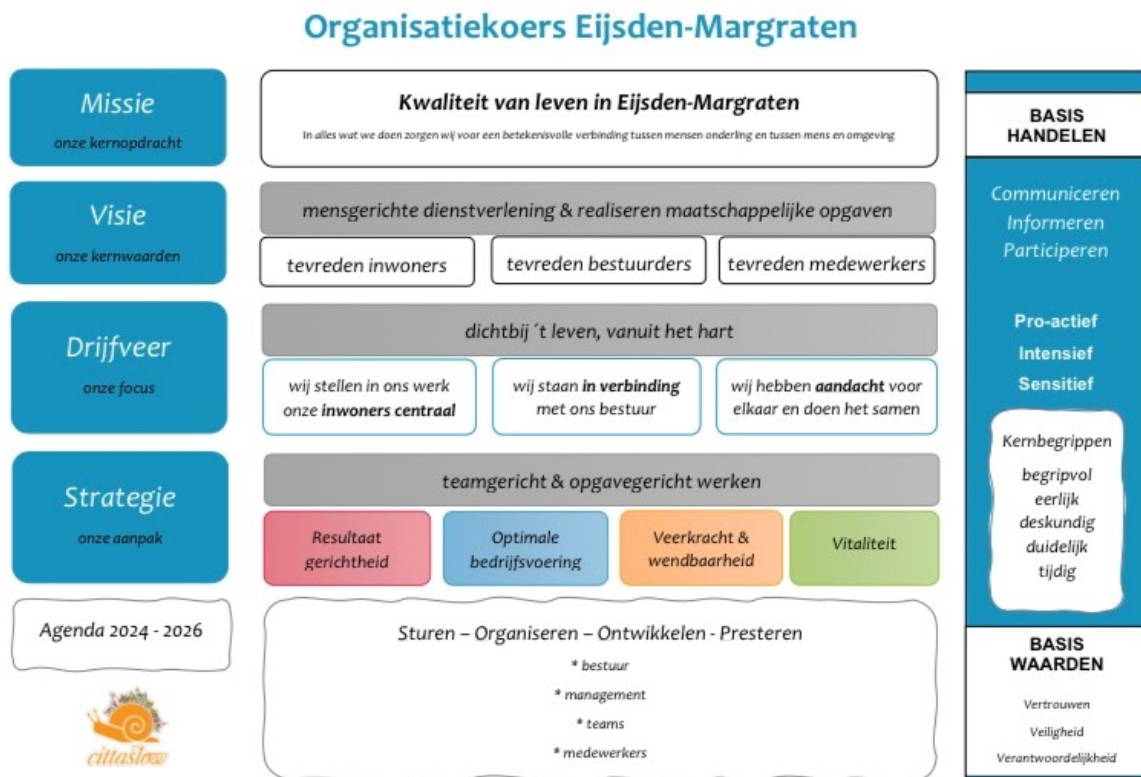 Organisatiekoers Eijsden-Margraten
Missie
onze kernopdracht
Kwaliteit van leven in Eijsden-Margraten
In alles wat we doen zorgen wij voor een betekenisvolle verbinding tussen mensen onderling en tussen mens en omgeving
Visie
onze kernwaarden
mensgerichte dienstverlening & realiseren maatschappelijke opgaven
tevreden inwoners
tevreden bestuurders
tevreden medewerkers
Drijfveer
onze focus
dichtbij ´t leven, vanuit het hart
wij stellen in ons werk
onze inwoners centraal
wij staan in verbinding
met ons bestuur
wij hebben aandacht voor
elkaar en doen het samen
Strategie
onze aanpak
teamgericht & opgavegericht werken
Resultaat
gerichtheid
Optimale
bedrijfsvoering
Veerkracht &
wendbaarheid
Vitaliteit
Agenda 2024 - 2026
cittaslow
Sturen – Organiseren – Ontwikkelen - Presteren
* bestuur
* management
* teams
* medewerkers
BASIS
HANDELEN
Communiceren
Informeren
Participeren
Pro-actief
Intensief
Sensitief
Kernbegrippen
begripvol
eerlijk
deskundig
duidelijk
tijdig
BASIS
WAARDEN
Vertrouwen
Veiligheid
Verantwoordelijkheid